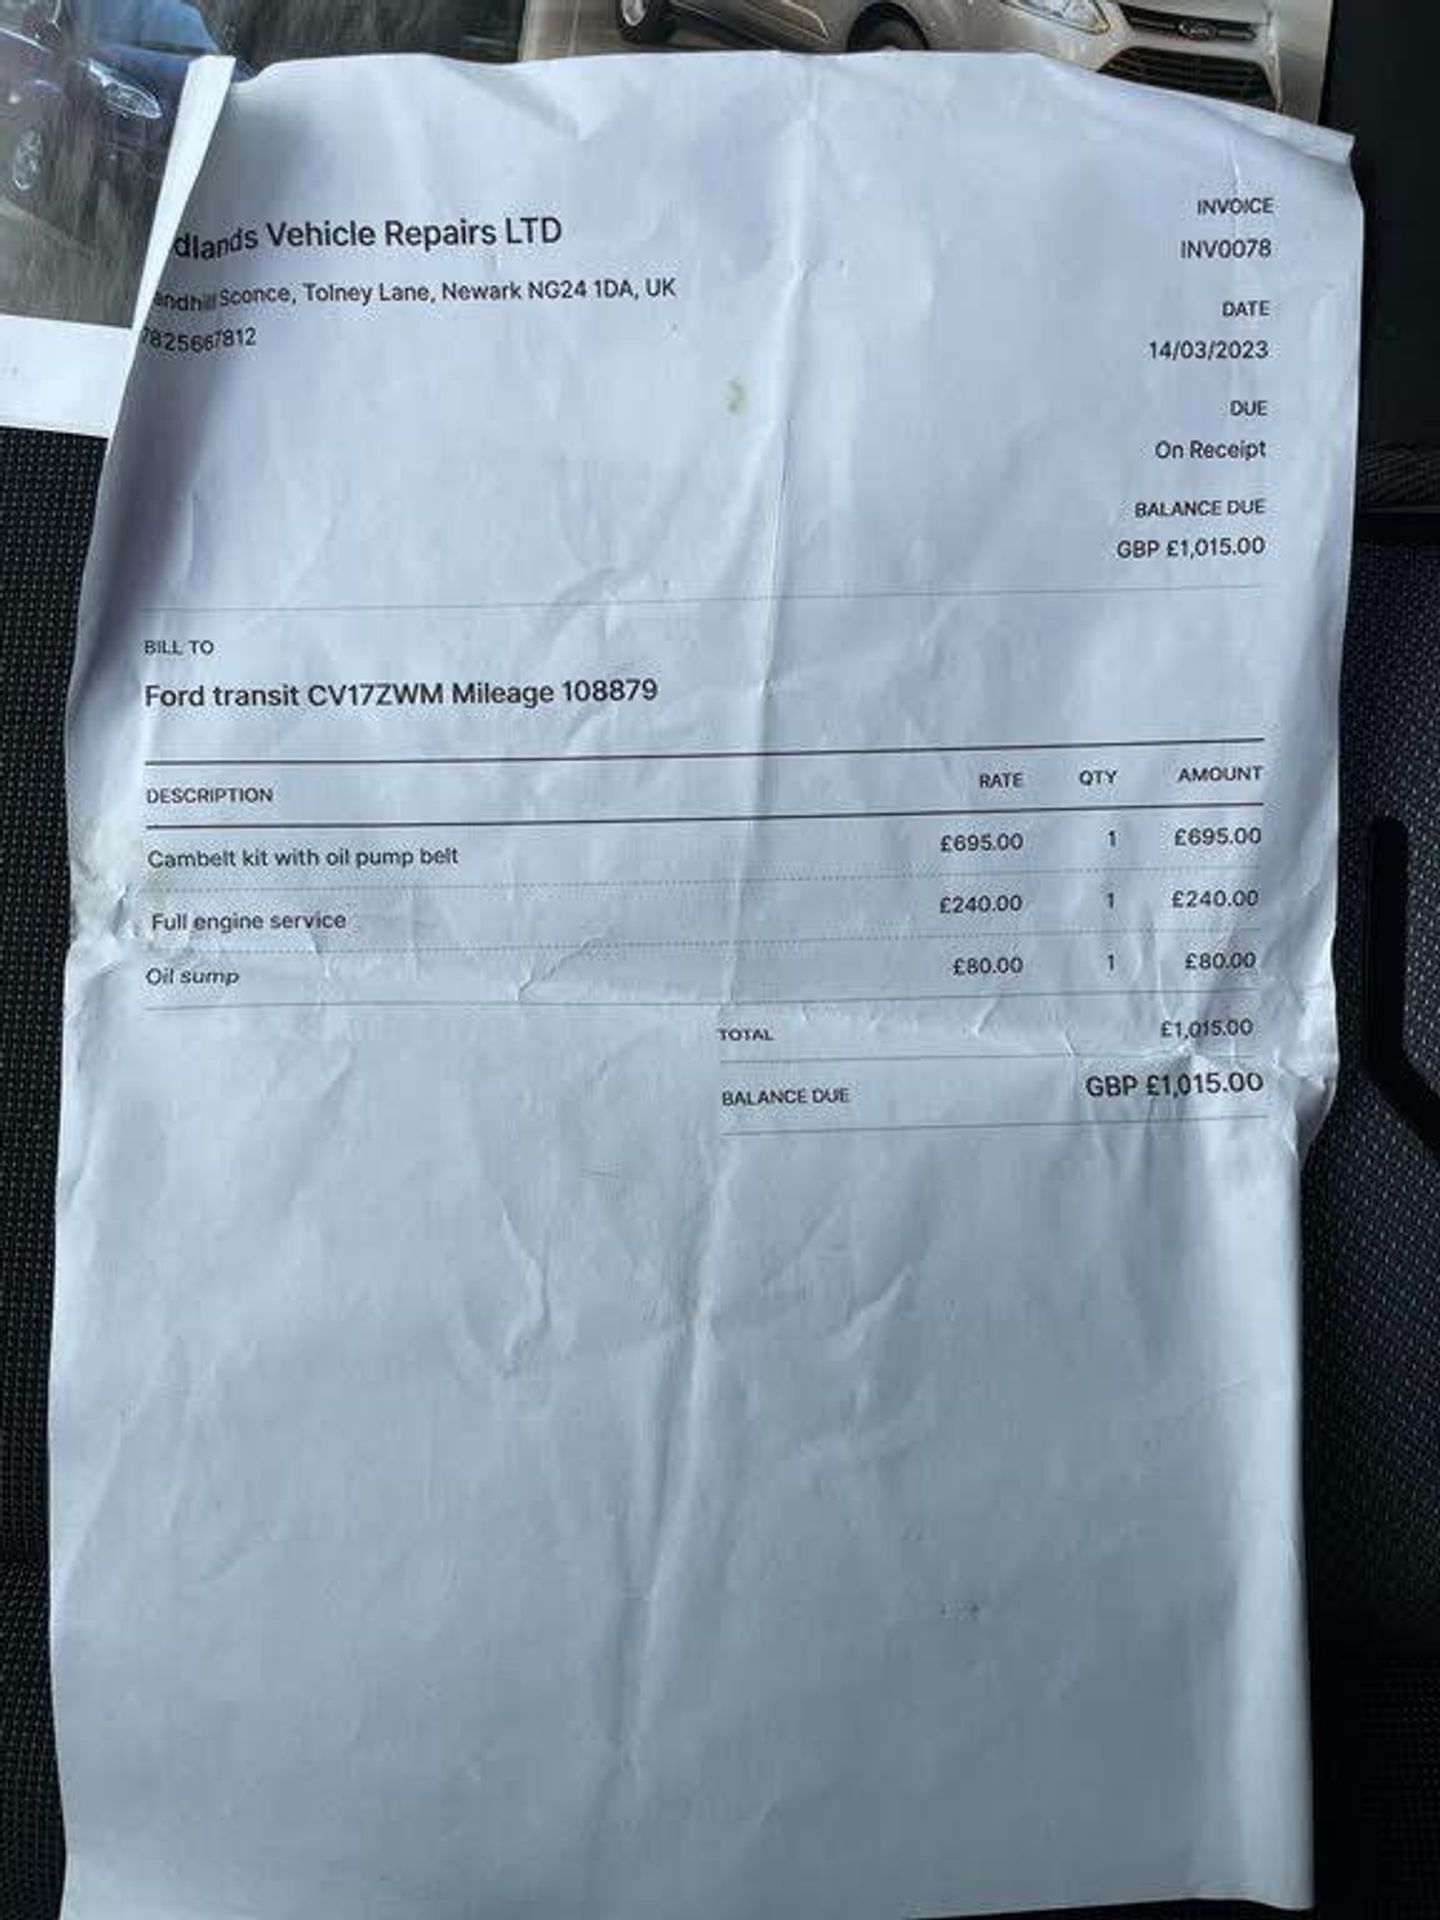 dlands Vehicle Repairs LTD
Sconce, Tolney Lane, Newark NG24 1DA, UK
7825667812
INVOICE
INV0078
DATE
14/03/2023
DUE
On Receipt
BALANCE DUE
GBP £1,015.00
BILL TO
Ford transit CV17ZWM Mileage 108879
DESCRIPTION RATE QTY AMOUNT
Cambelt kit with oil pump belt £695.00 1 £695.00
Full engine service £240.00 1 £240.00
Oil sump £80.00 1 £80.00
TOTAL £1,015.00
BALANCE DUE GBP £1,015.00